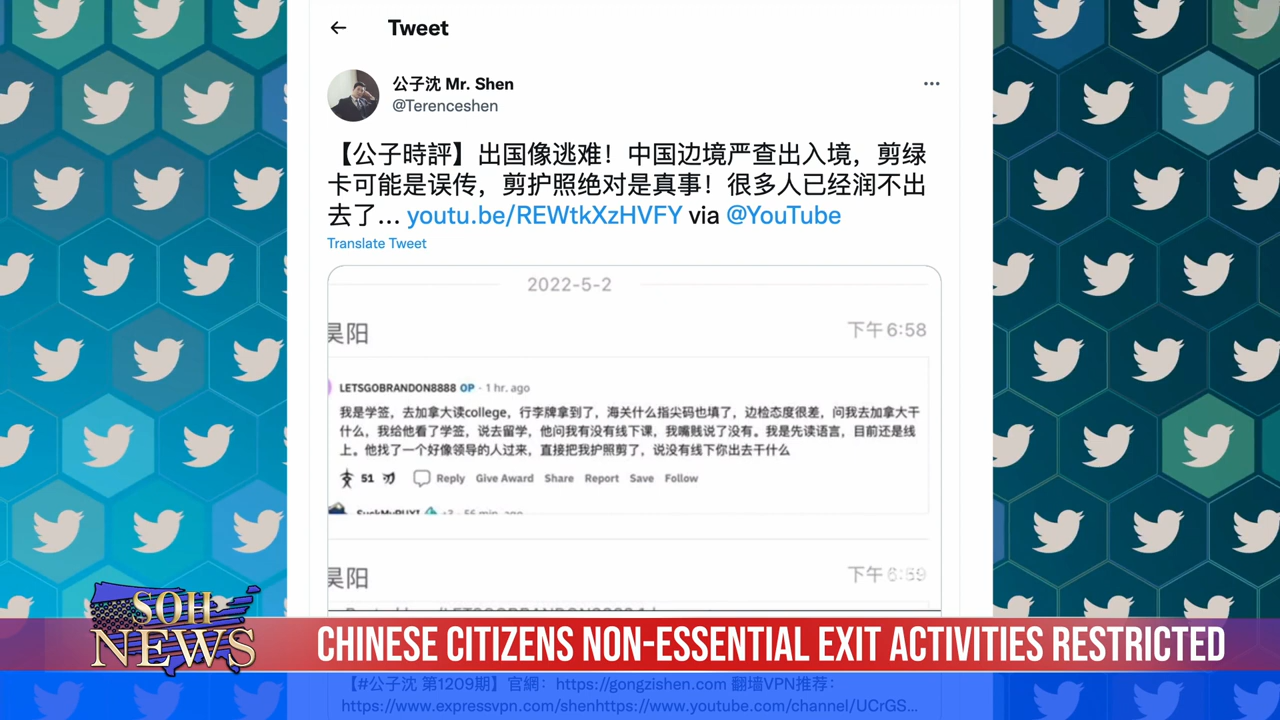 Tweet
公子沈 Mr. Shen
@Terenceshen
【公子時評】出国像逃难！中国边境严查出入境，剪绿
卡可能是误传，剪护照绝对是真事！很多人已经润不出
去了... youtu.be/REWtkXzHVFY via @YouTube
Translate Tweet
2022-5-2
昊阳
下午6:58
LETSGOBRANDON8888 OP · 1 hr. ago
我是学签，去加拿大读college，行李牌拿到了，海关什么指尖码也填了，边检态度很差，问我去加拿大干
什么，我给他看了学签，说去留学，他问我有没有线下课，我嘴贱说了没有。我是先读语言，目前还是线
上。他找了一个好像领导的人过来，直接把我护照剪了，说没有线下你出去干什么
51 Reply Give Award Share Report Save Follow
昊阳
下午6:59
SOH
NEWS
CHINESE CITIZENS NON-ESSENTIAL EXIT ACTIVITIES RESTRICTED
【#公子沈 第1209期】官網：https://gongzishen.com 翻墙VPN推荐：
https://www.expressvpn.com/shenhttps://www.youtube.com/channel/UCrGS...